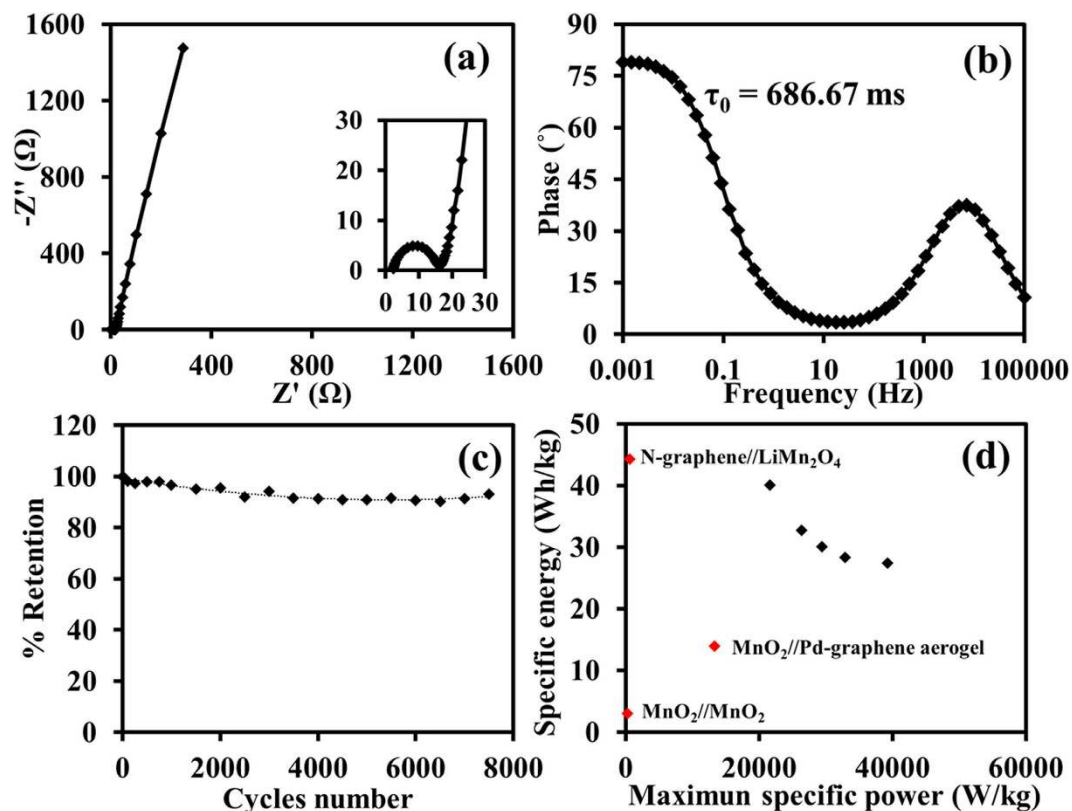 (a)
1600
1200
800
400
0
-Z'' (Ω)
0 400 800 1200 1600
Z' (Ω)
30
20
10
0
0 10 20 30
(b)
τ₀ = 686.67 ms
90
75
60
45
30
15
0
Phase (°)
0.001 0.1 10 1000 100000
Frequency (Hz)
(c)
120
100
80
60
40
20
0
% Retention
0 2000 4000 6000 8000
Cycles number
(d)
50
40
30
20
10
0
Specific energy (Wh/kg)
N-graphene//LiMn₂O₄
MnO₂//Pd-graphene aerogel
MnO₂//MnO₂
0 20000 40000 60000
Maximun specific power (W/kg)